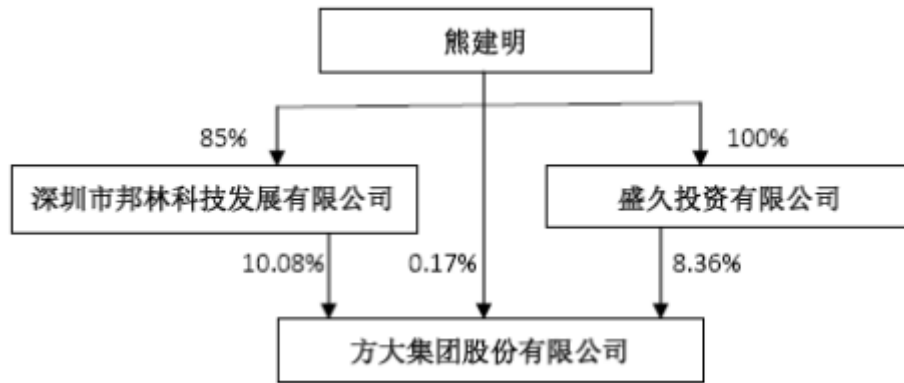 熊建明
85%
100%
深圳市邦林科技发展有限公司
盛久投资有限公司
10.08%
0.17%
8.36%
方大集团股份有限公司